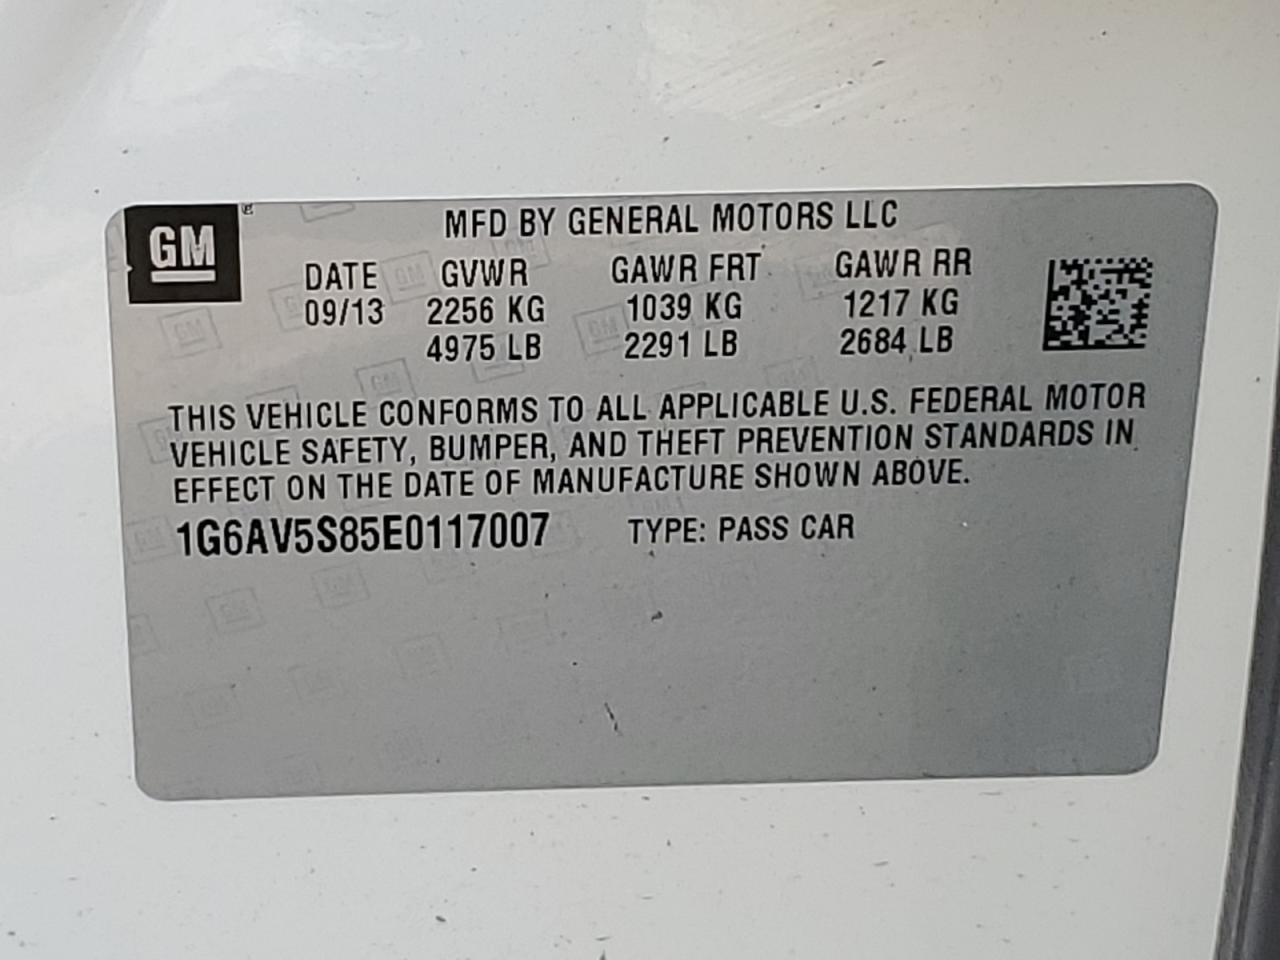 GM
MFD BY GENERAL MOTORS LLC
DATE GVWR GAWR FRT GAWR RR
09/13 2256 KG 1039 KG 1217 KG
4975 LB 2291 LB 2684 LB
THIS VEHICLE CONFORMS TO ALL APPLICABLE U.S. FEDERAL MOTOR
VEHICLE SAFETY, BUMPER, AND THEFT PREVENTION STANDARDS IN
EFFECT ON THE DATE OF MANUFACTURE SHOWN ABOVE.
1G6AV5S85E0117007 TYPE: PASS CAR